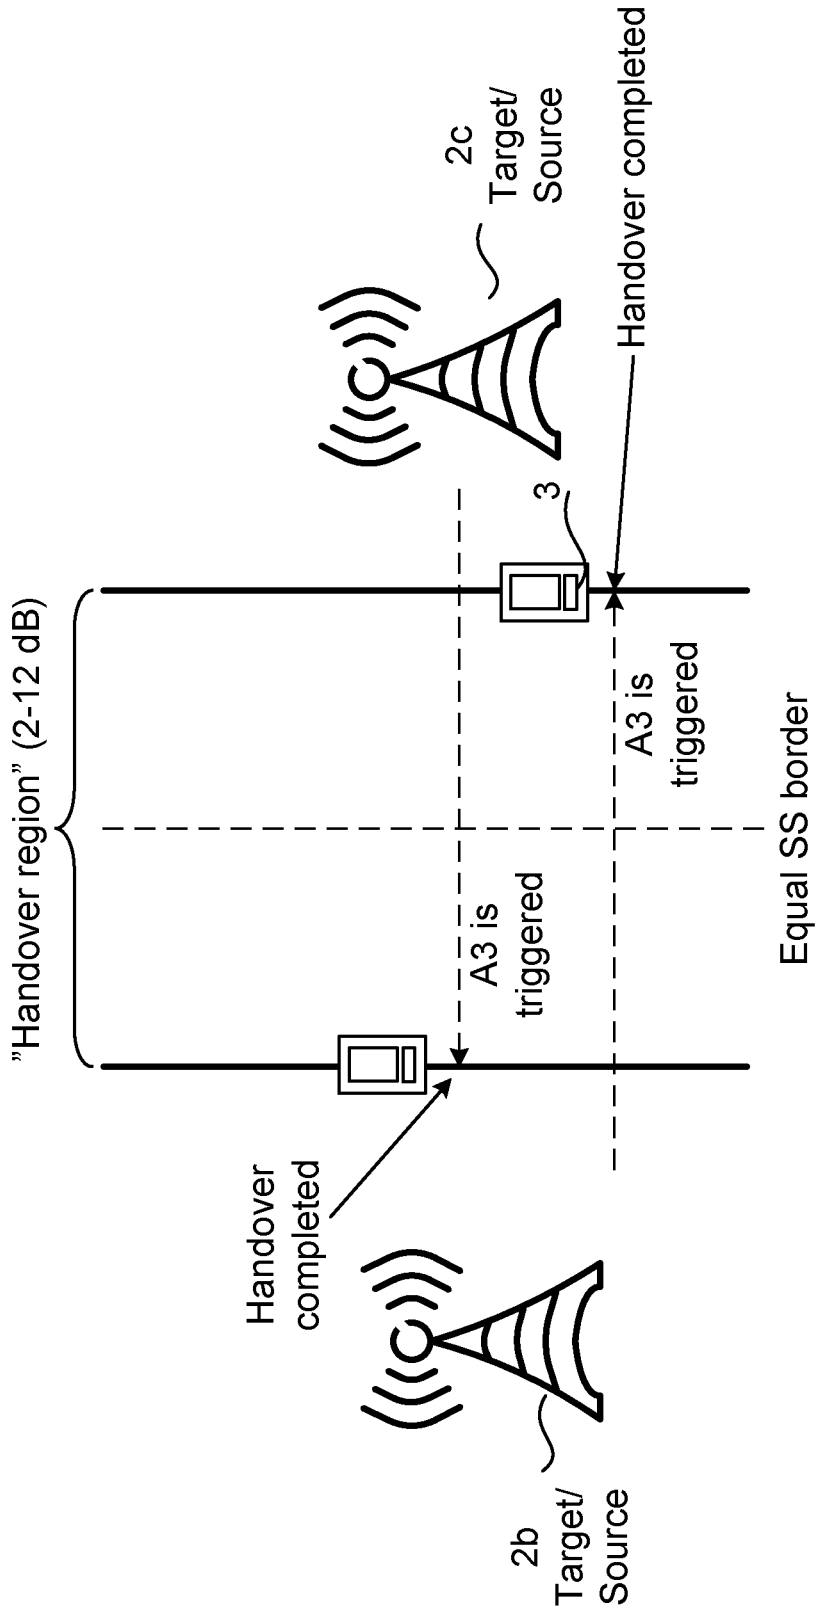 ”Handover region” (2-12 dB)
Handover
completed
2c
Target/
Source
3
A3 is
triggered
A3 is
triggered
Handover completed
2b
Target/
Source
Equal SS border